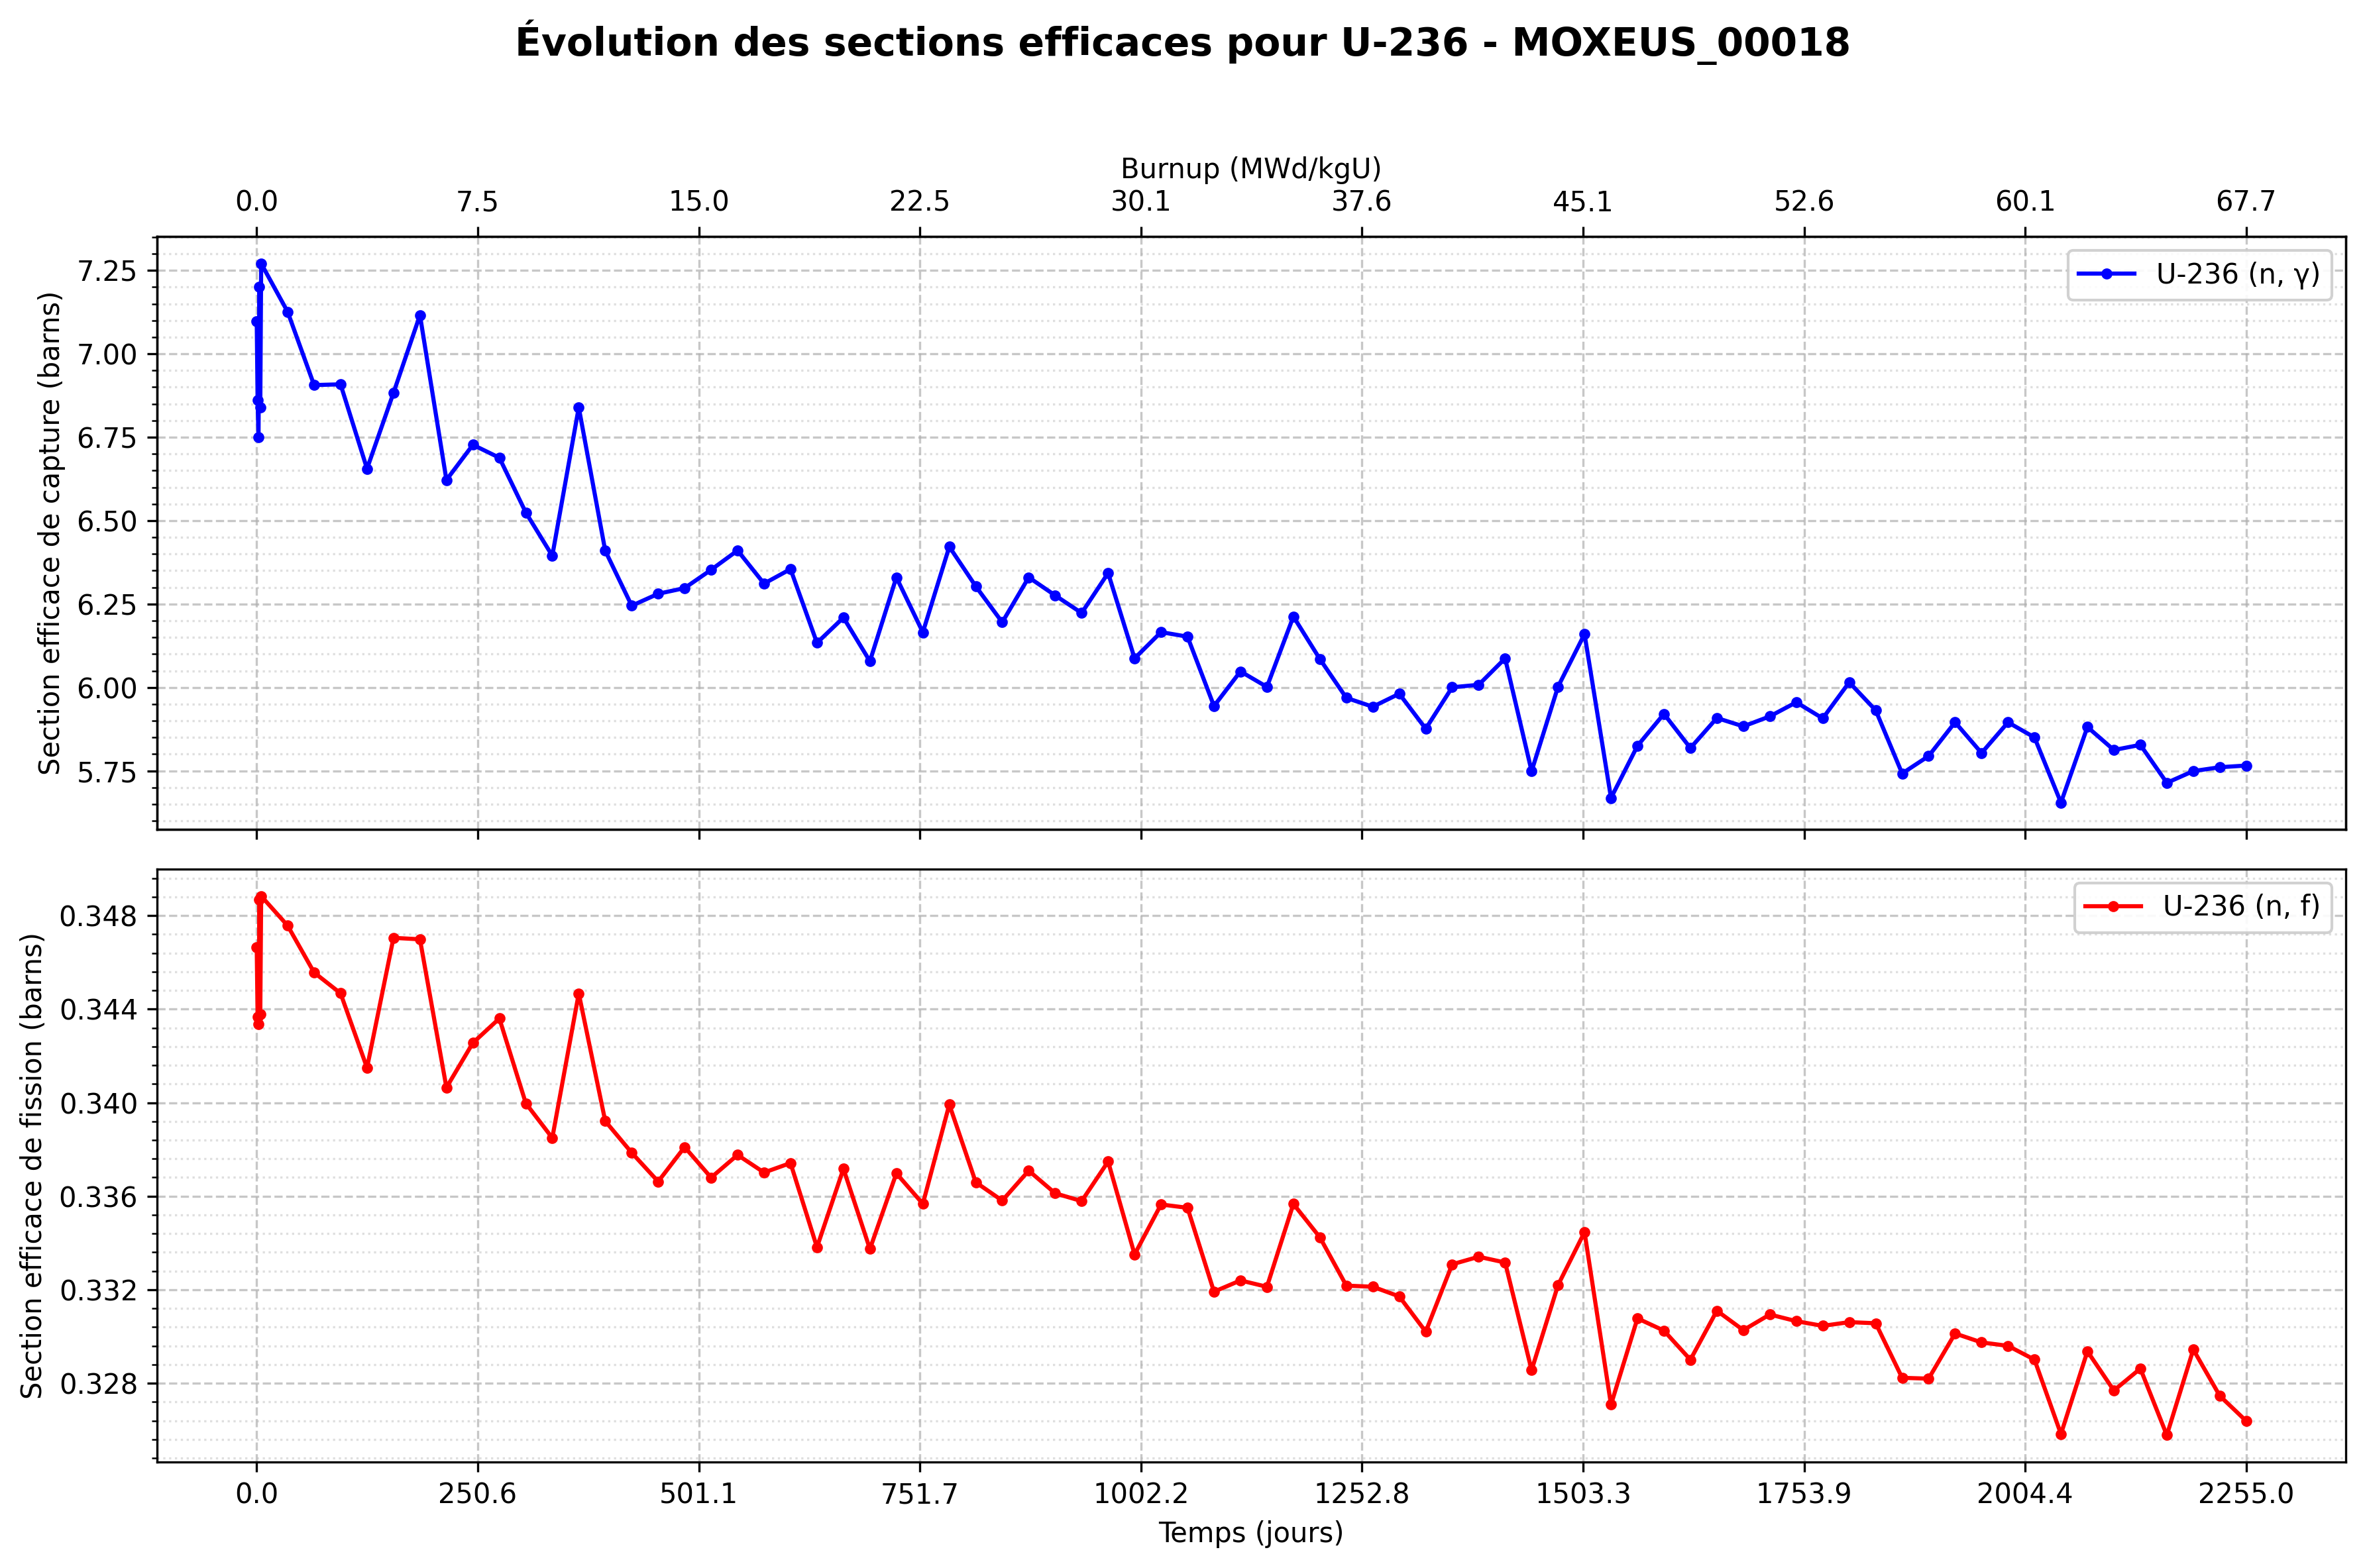 Évolution des sections efficaces pour U-236 - MOXEUS_00018
Burnup (MWd/kgU)
0.0 7.5 15.0 22.5 30.1 37.6 45.1 52.6 60.1 67.7
Section efficace de capture (barns)
7.25
7.00
6.75
6.50
6.25
6.00
5.75
U-236 (n, γ)
Section efficace de fission (barns)
0.348
0.344
0.340
0.336
0.332
0.328
U-236 (n, f)
0.0 250.6 501.1 751.7 1002.2 1252.8 1503.3 1753.9 2004.4 2255.0
Temps (jours)